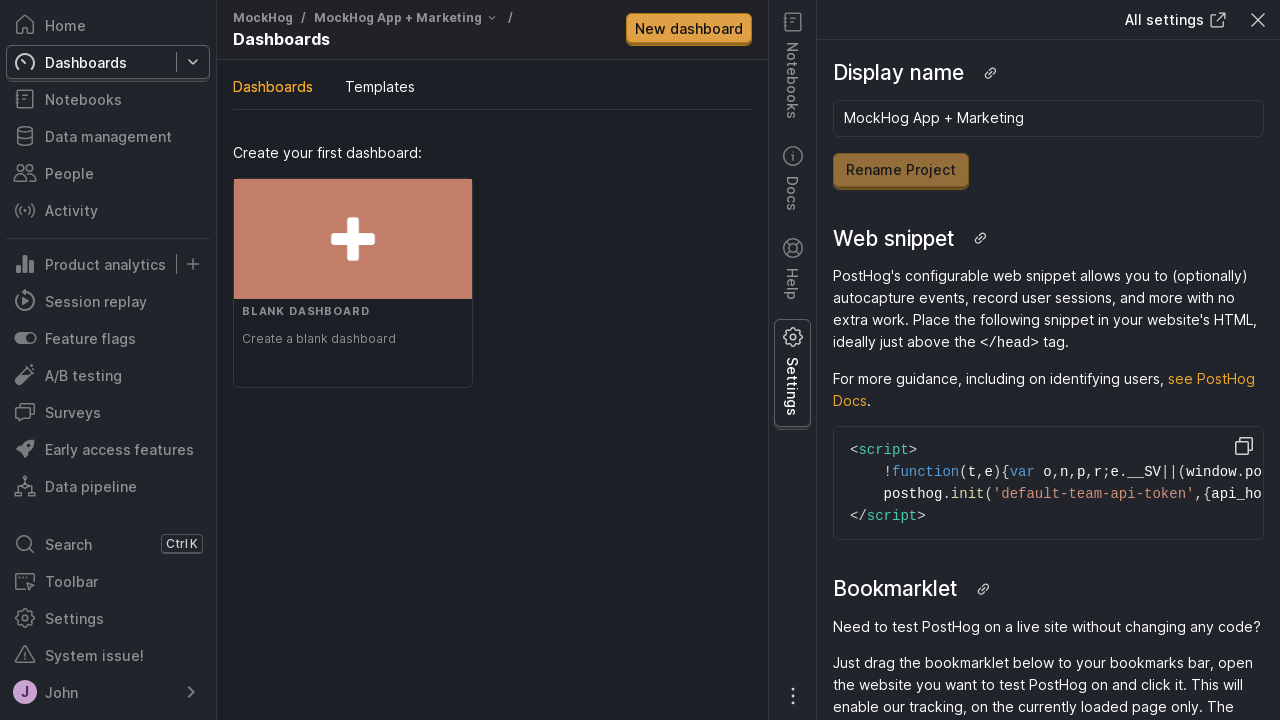 Home
Dashboards
Notebooks
Data management
People
Activity
Product analytics
Session replay
Feature flags
A/B testing
Surveys
Early access features
Data pipeline
Search Ctrl K
Toolbar
Settings
System issue!
J John
MockHog / MockHog App + Marketing /
Dashboards
New dashboard
Dashboards Templates
Create your first dashboard:
BLANK DASHBOARD
Create a blank dashboard
Notebooks
Docs
Help
Settings
All settings
Display name
MockHog App + Marketing
Rename Project
Web snippet
PostHog's configurable web snippet allows you to (optionally)
autocapture events, record user sessions, and more with no
extra work. Place the following snippet in your website's HTML,
ideally just above the </head> tag.
For more guidance, including on identifying users, see PostHog
Docs.
<script>
!function(t,e){var o,n,p,r;e.__SV||(window.po
posthog.init('default-team-api-token',{api_ho
</script>
Bookmarklet
Need to test PostHog on a live site without changing any code?
Just drag the bookmarklet below to your bookmarks bar, open
the website you want to test PostHog on and click it. This will
enable our tracking, on the currently loaded page only. The